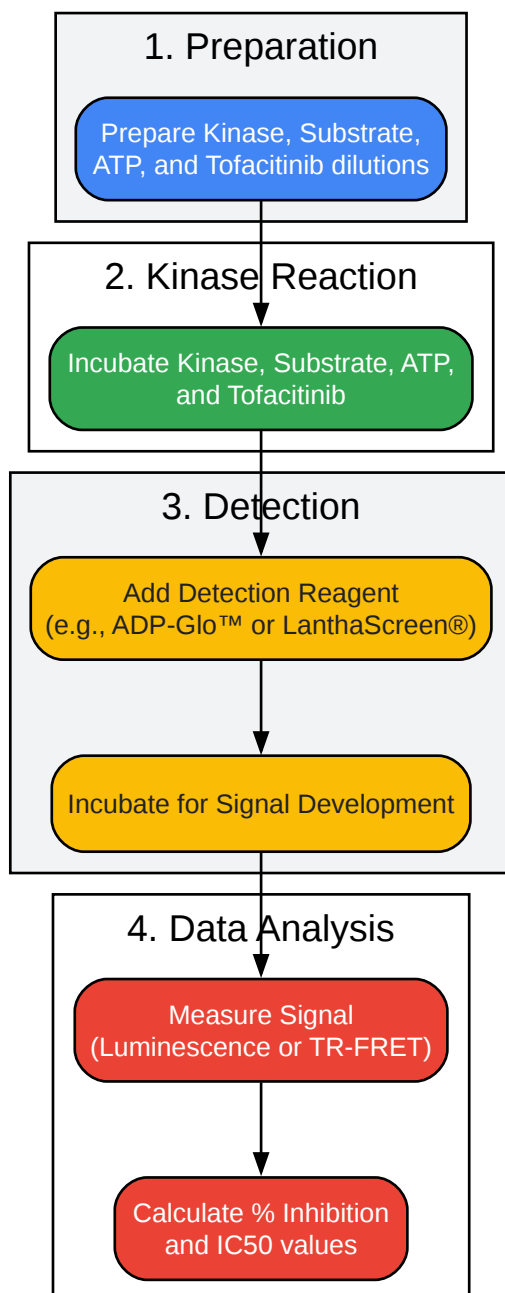 1. Preparation
Prepare Kinase, Substrate,
ATP, and Tofacitinib dilutions
2. Kinase Reaction
Incubate Kinase, Substrate, ATP,
and Tofacitinib
3. Detection
Add Detection Reagent
(e.g., ADP-Glo™ or LanthaScreen®)
Incubate for Signal Development
4. Data Analysis
Measure Signal
(Luminescence or TR-FRET)
Calculate % Inhibition
and IC50 values